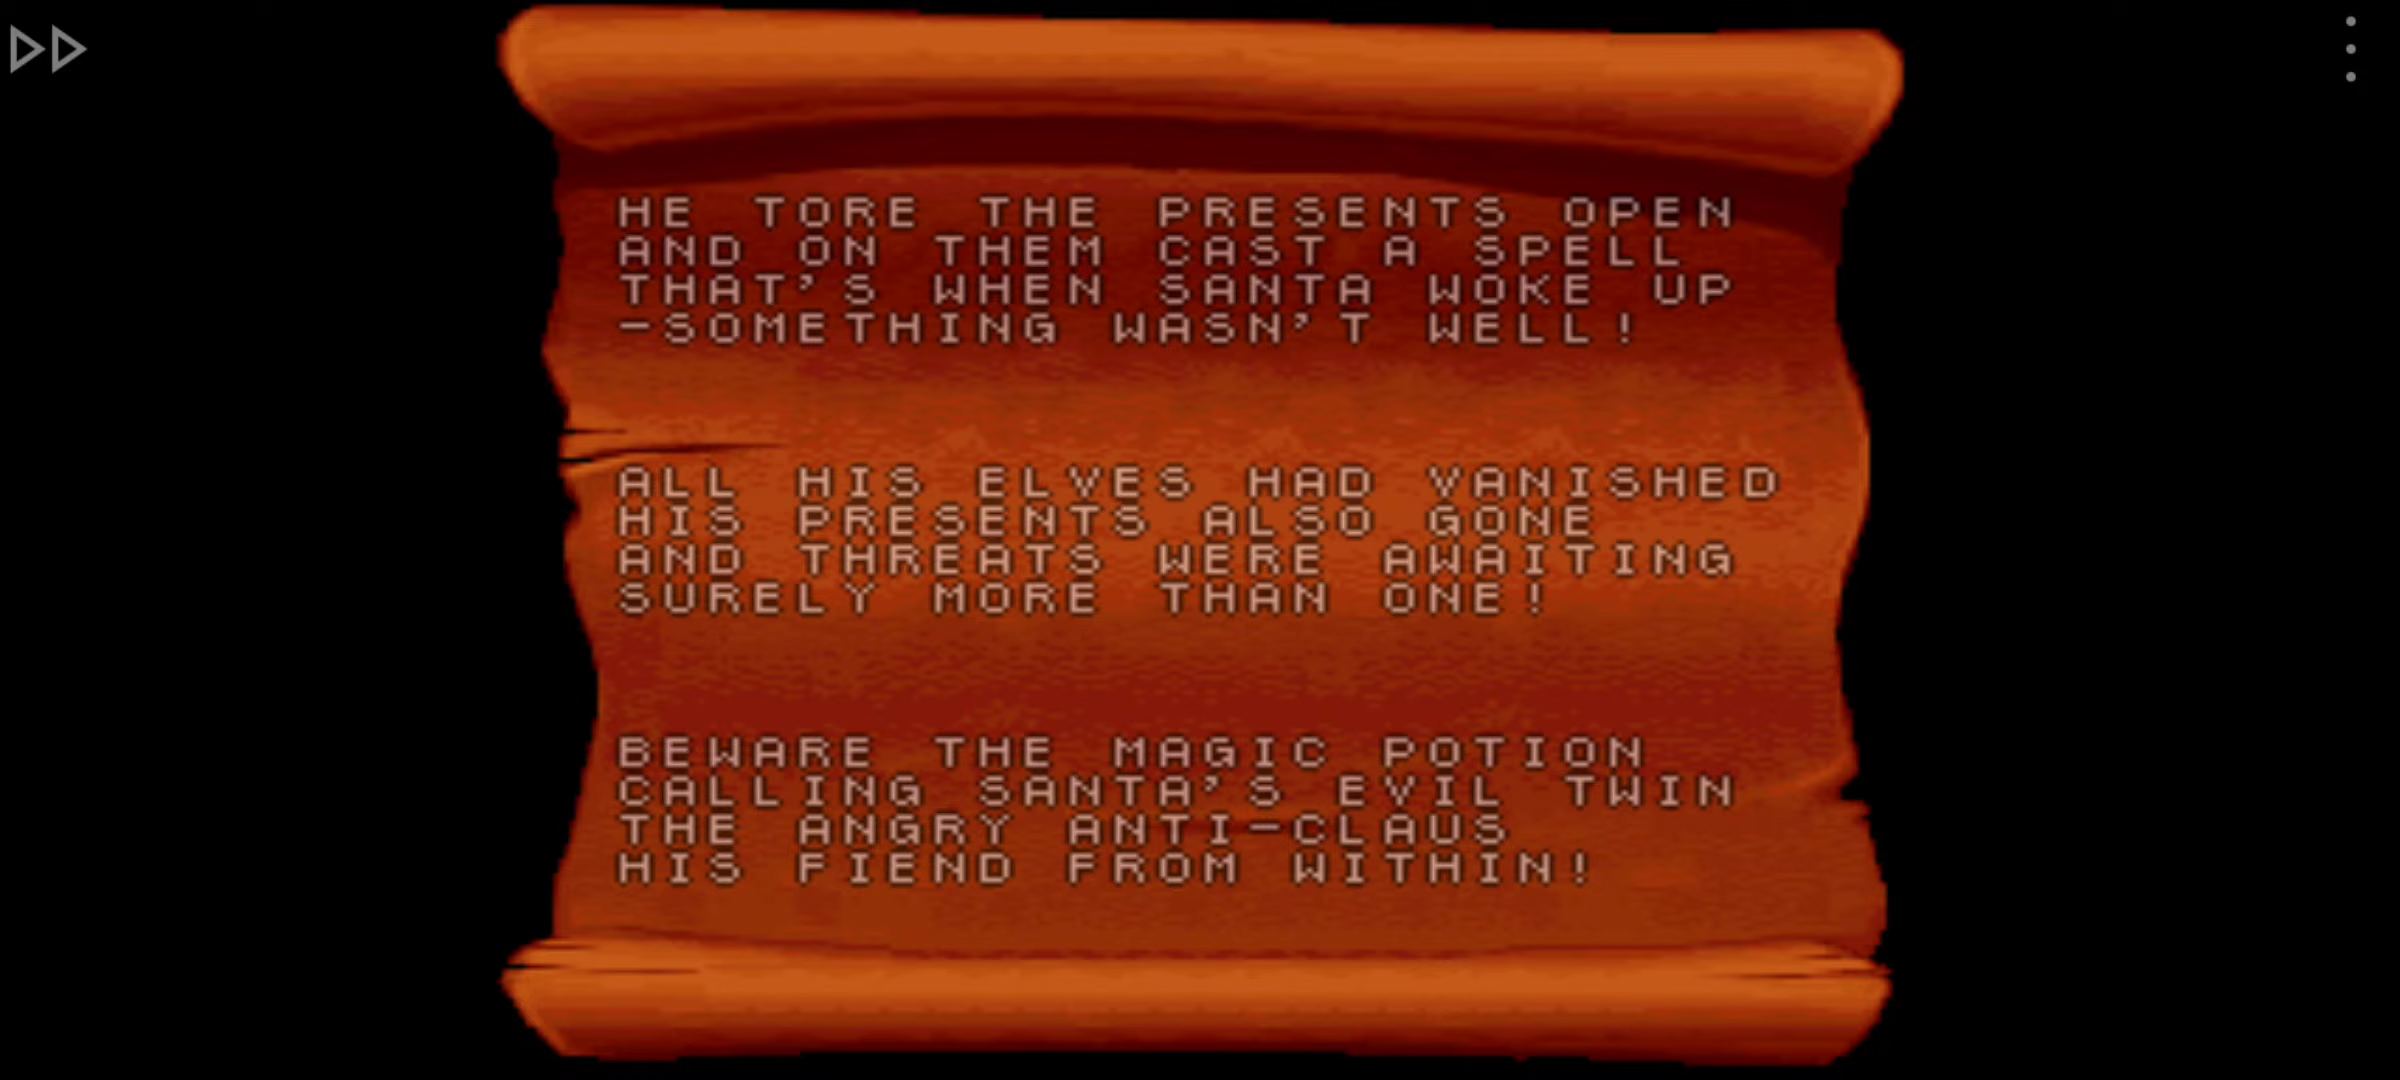 HE TORE THE PRESENTS OPEN
AND ON THEM CAST A SPELL
THAT'S WHEN SANTA WOKE UP
-SOMETHING WASN'T WELL!
ALL HIS ELVES HAD VANISHED
HIS PRESENTS ALSO GONE
AND THREATS WERE AWAITING
SURELY MORE THAN ONE!
BEWARE THE MAGIC POTION
CALLING SANTA'S EVIL TWIN
THE ANGRY ANTI-CLAUS
HIS FIEND FROM WITHIN!